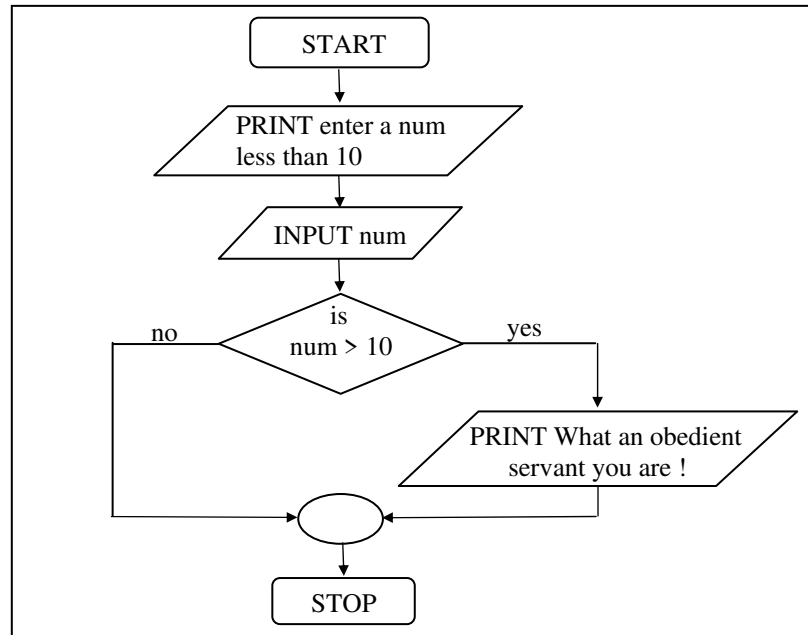 START
PRINT enter a num
less than 10
INPUT num
is
num > 10
no
yes
PRINT What an obedient
servant you are !
STOP